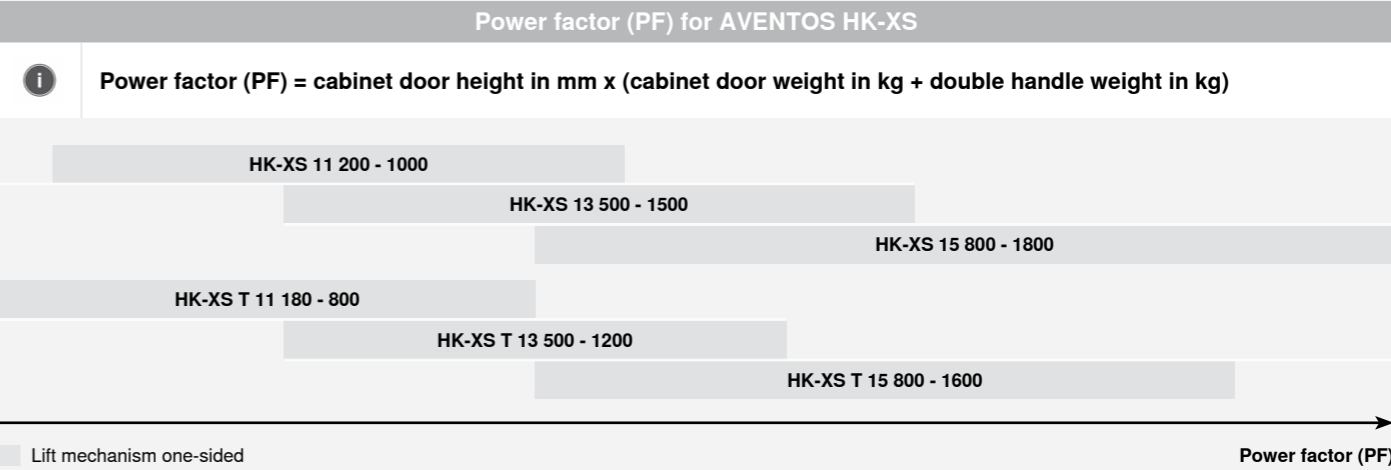 Power factor (PF) for AVENTOS HK-XS
i
Power factor (PF) = cabinet door height in mm x (cabinet door weight in kg + double handle weight in kg)
HK-XS 11 200 - 1000
HK-XS 13 500 - 1500
HK-XS 15 800 - 1800
HK-XS T 11 180 - 800
HK-XS T 13 500 - 1200
HK-XS T 15 800 - 1600
Lift mechanism one-sided
Power factor (PF)